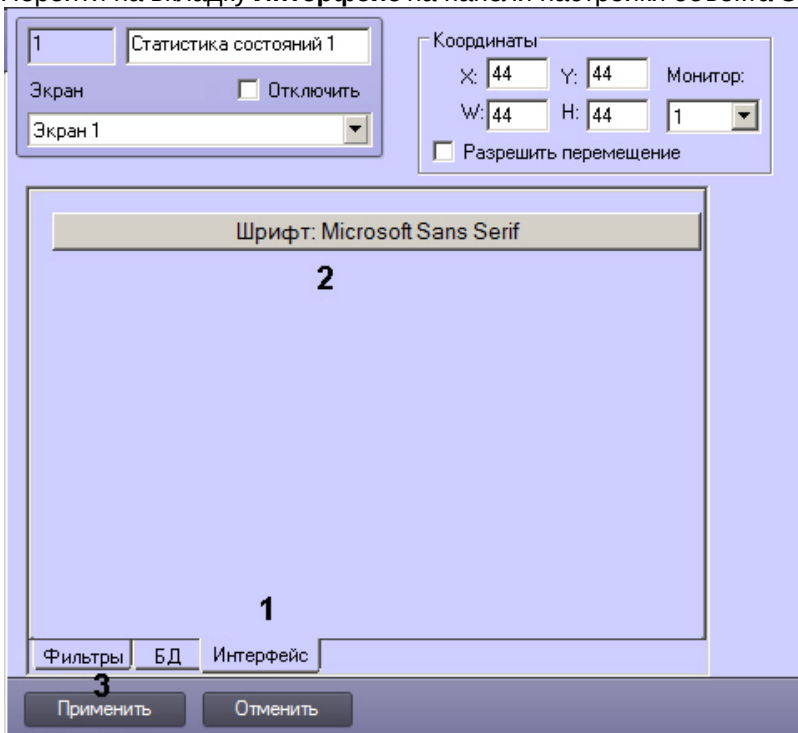 1 Статистика состояний 1
Экран Отключить
Экран 1
Координаты
X: 44 Y: 44 Монитор:
W: 44 H: 44 1
Разрешить перемещение
Шрифт: Microsoft Sans Serif
2
1
Фильтры БД Интерфейс
3
Применить Отменить